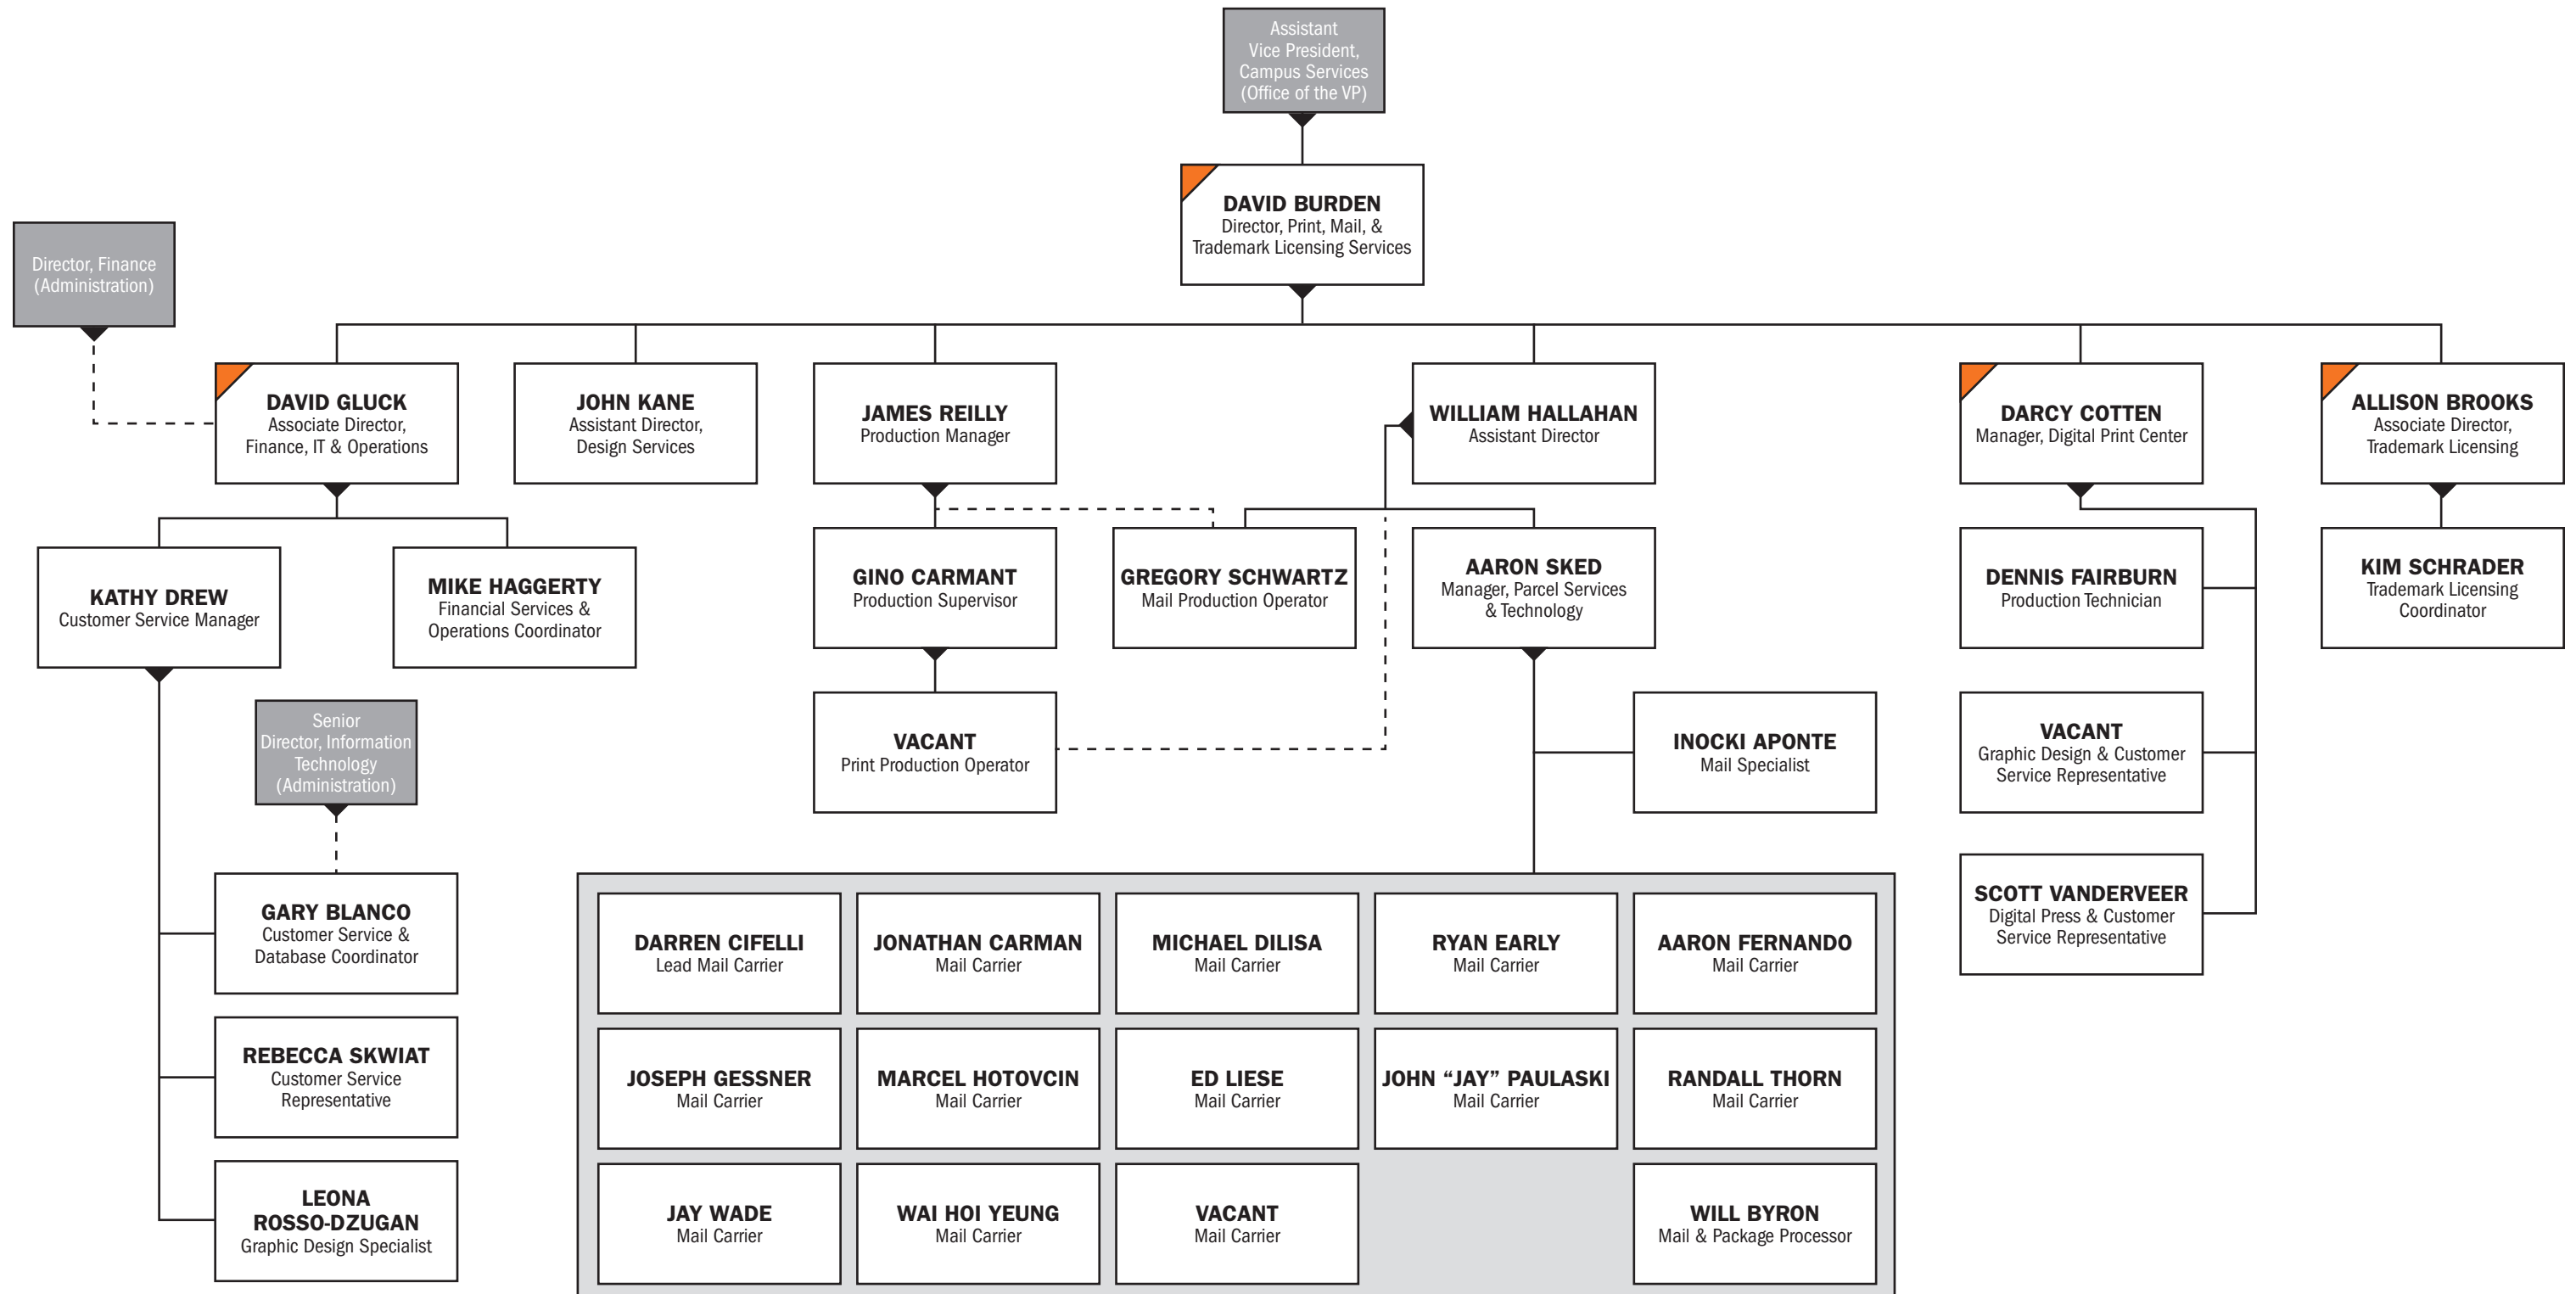 Assistant
Vice President,
Campus Services
(Office of the VP)
DAVID BURDEN
Director, Print, Mail, &
Trademark Licensing Services
Director, Finance
(Administration)
DAVID GLUCK
Associate Director,
Finance, IT & Operations
JOHN KANE
Assistant Director,
Design Services
JAMES REILLY
Production Manager
WILLIAM HALLAHAN
Assistant Director
DARCY COTTEN
Manager, Digital Print Center
ALLISON BROOKS
Associate Director,
Trademark Licensing
KATHY DREW
Customer Service Manager
MIKE HAGGERTY
Financial Services &
Operations Coordinator
GINO CARMANT
Production Supervisor
GREGORY SCHWARTZ
Mail Production Operator
AARON SKED
Manager, Parcel Services
& Technology
DENNIS FAIRBURN
Production Technician
KIM SCHRADER
Trademark Licensing
Coordinator
Senior
Director, Information
Technology
(Administration)
VACANT
Print Production Operator
INOCKI APONTE
Mail Specialist
VACANT
Graphic Design & Customer
Service Representative
GARY BLANCO
Customer Service &
Database Coordinator
REBECCA SKWIAT
Customer Service
Representative
LEONA
ROSSO-DZUGAN
Graphic Design Specialist
SCOTT VANDERVEER
Digital Press & Customer
Service Representative
DARREN CIFELLI
Lead Mail Carrier
JONATHAN CARMAN
Mail Carrier
MICHAEL DILISA
Mail Carrier
RYAN EARLY
Mail Carrier
AARON FERNANDO
Mail Carrier
JOSEPH GESSNER
Mail Carrier
MARCEL HOTOVCIN
Mail Carrier
ED LIESE
Mail Carrier
JOHN “JAY” PAULASKI
Mail Carrier
RANDALL THORN
Mail Carrier
JAY WADE
Mail Carrier
WAI HOI YEUNG
Mail Carrier
VACANT
Mail Carrier
WILL BYRON
Mail & Package Processor